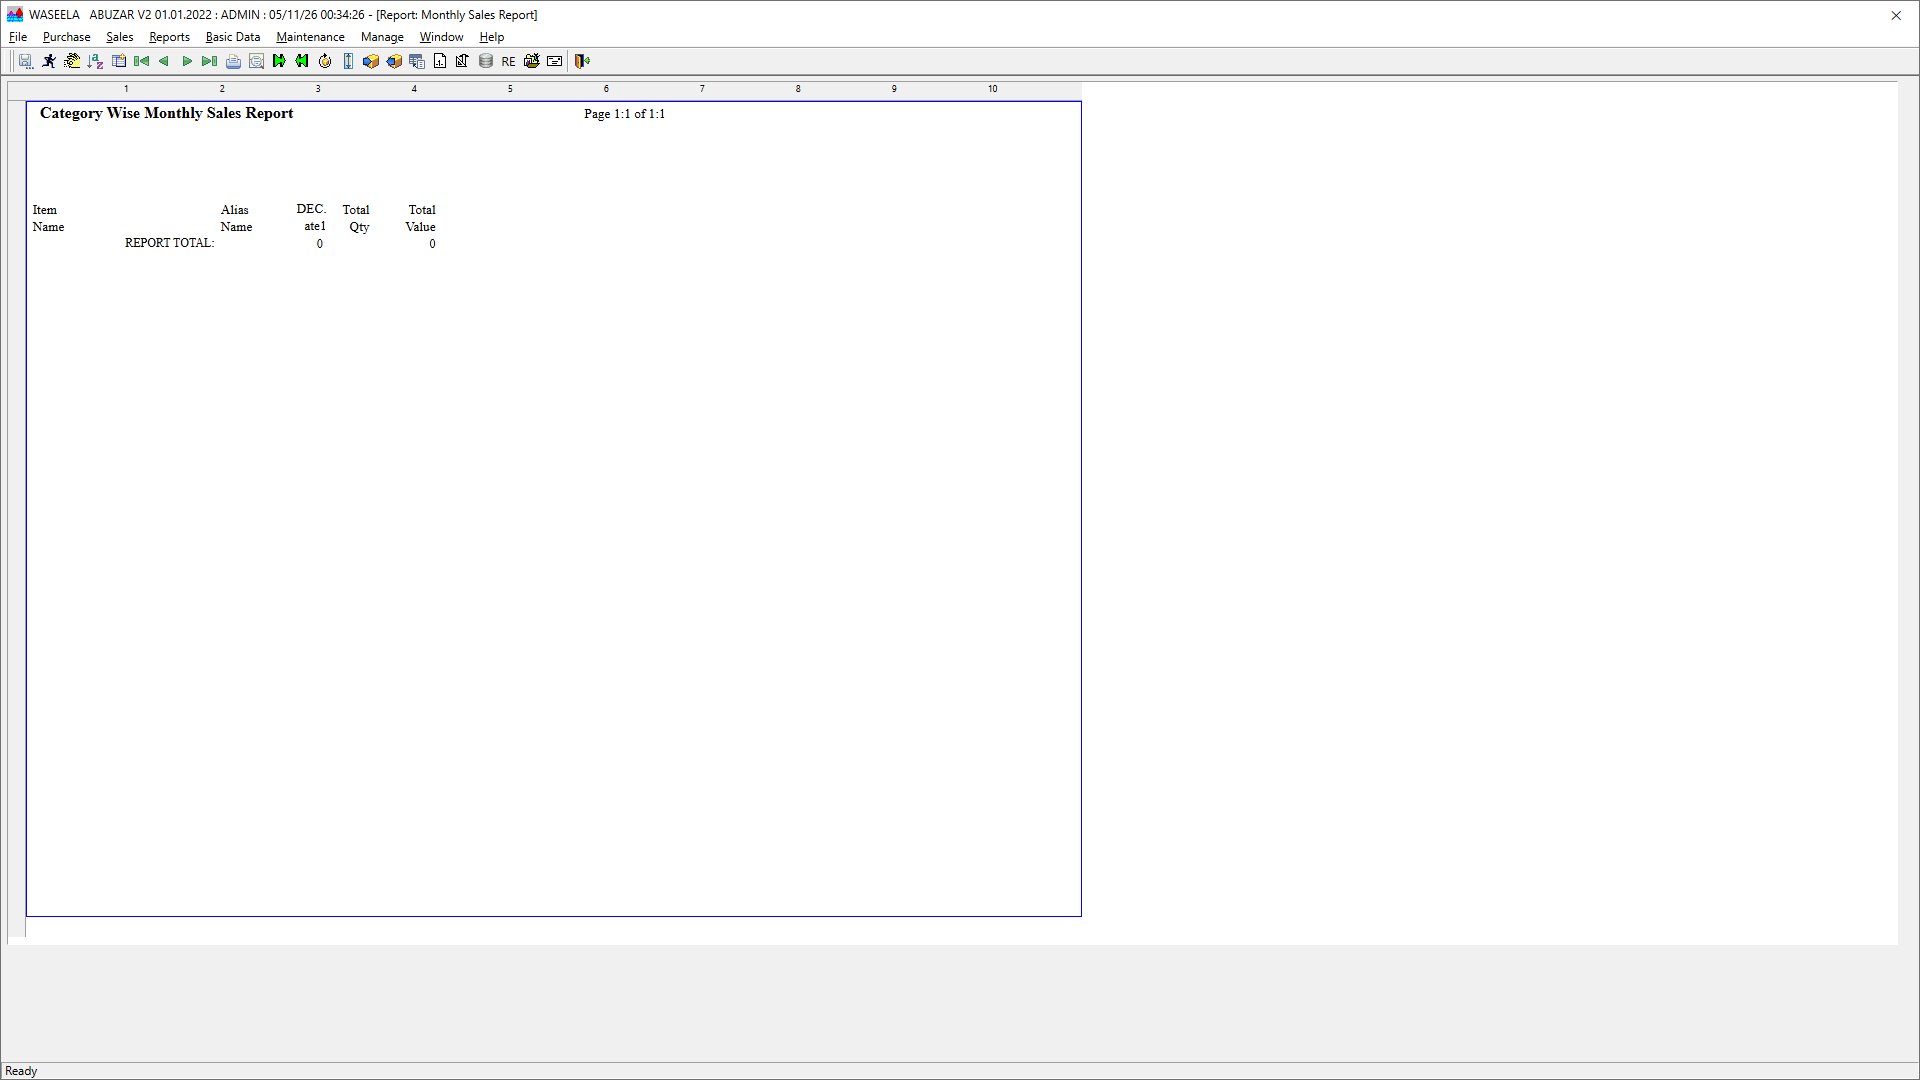 WASEELA   ABUZAR V2 01.01.2022 : ADMIN : 05/11/26 00:34:26 - [Report: Monthly Sales Report]
File Purchase Sales Reports Basic Data Maintenance Manage Window Help
RE
1 2 3 4 5 6 7 8 9 10
Category Wise Monthly Sales Report Page 1:1 of 1:1
Item Alias DEC. Total Total
Name Name ate1 Qty Value
REPORT TOTAL: 0 0
Ready